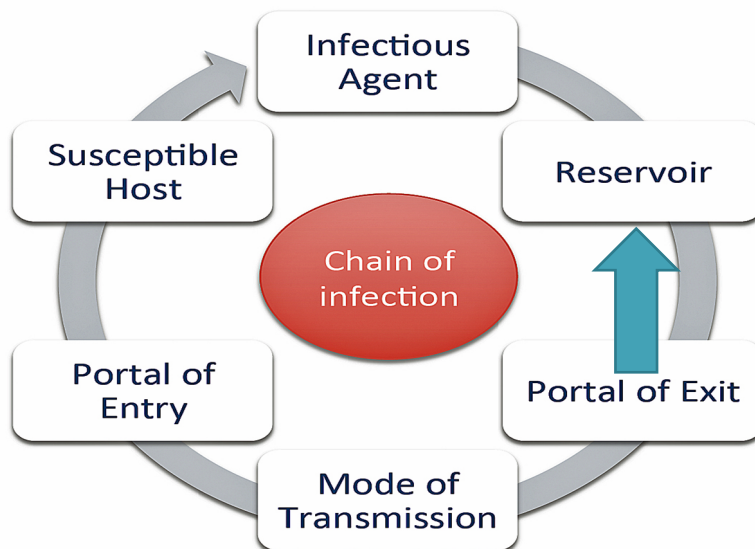 Infectious
Agent
Reservoir
Portal of Exit
Mode of
Transmission
Portal of
Entry
Susceptible
Host
Chain of
infection